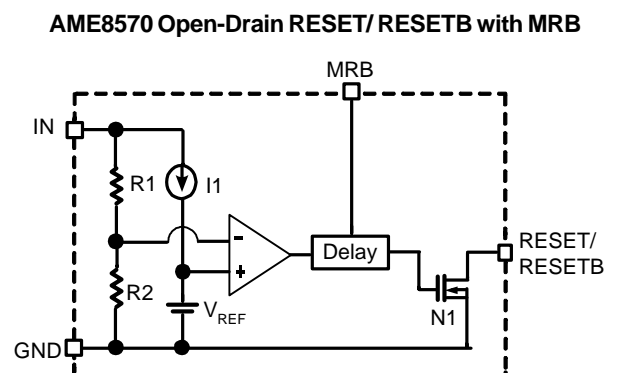 AME8570 Open-Drain RESET/ RESETB with MRB
MRB
IN
R1
I1
-
+
Delay
RESET/
RESETB
R2
VREF
N1
GND